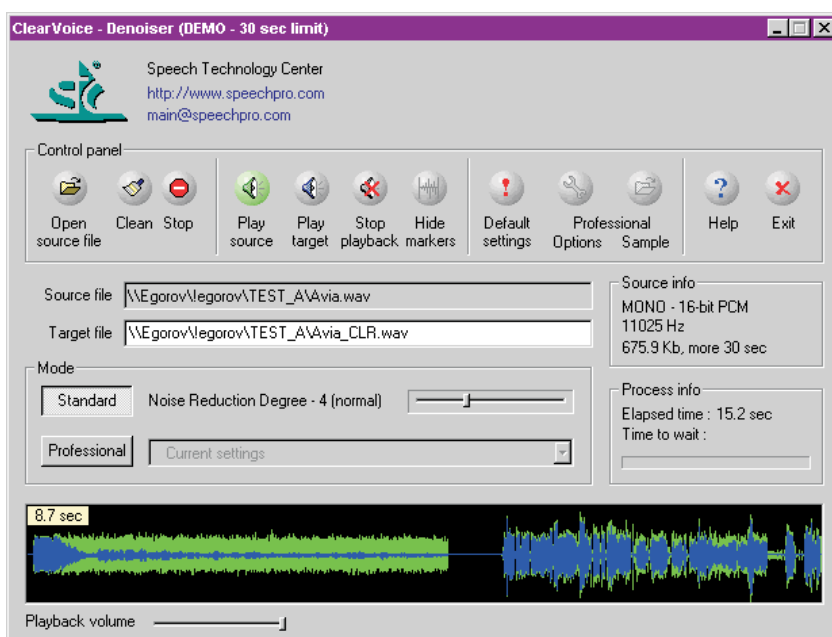 ClearVoice - Denoiser (DEMO - 30 sec limit)
Speech Technology Center
http://www.speechpro.com
main@speechpro.com
Control panel
Open source file
Clean
Stop
Play source
Play target
Stop playback
Hide markers
Default settings
Professional
Options
Sample
Help
Exit
Source file
\\Egorov\legorov\TEST_A\Avia.wav
Target file
\\Egorov\legorov\TEST_A\Avia_CLR.wav
Source info
MONO - 16-bit PCM
11025 Hz
675.9 Kb, more 30 sec
Mode
Standard
Noise Reduction Degree - 4 (normal)
Professional
Current settings
Process info
Elapsed time : 15.2 sec
Time to wait :
8.7 sec
Playback volume